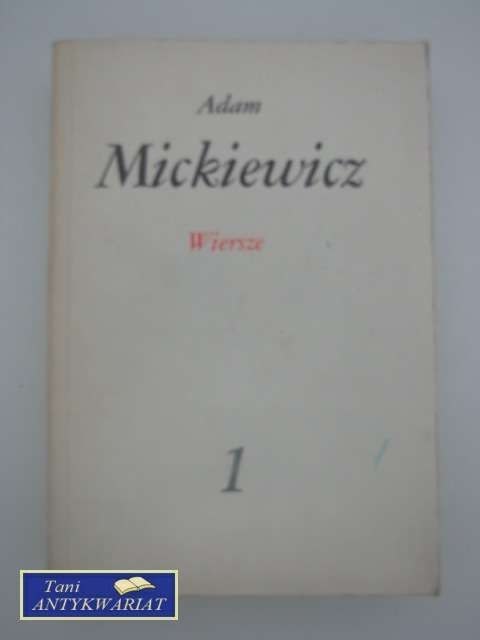 Adam
Mickiewicz
Wiersze
1
Tani
ANTYKWARIAT